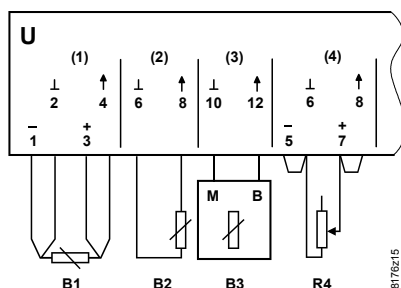 U
(1) (2) (3) (4)
⊥ ↑ ⊥ ↑ ⊥ ↑ ⊥ ↑
2 4 6 8 10 12 6 8
− + − +
1 3 5 7
M B
B1 B2 B3 R4
8176z15